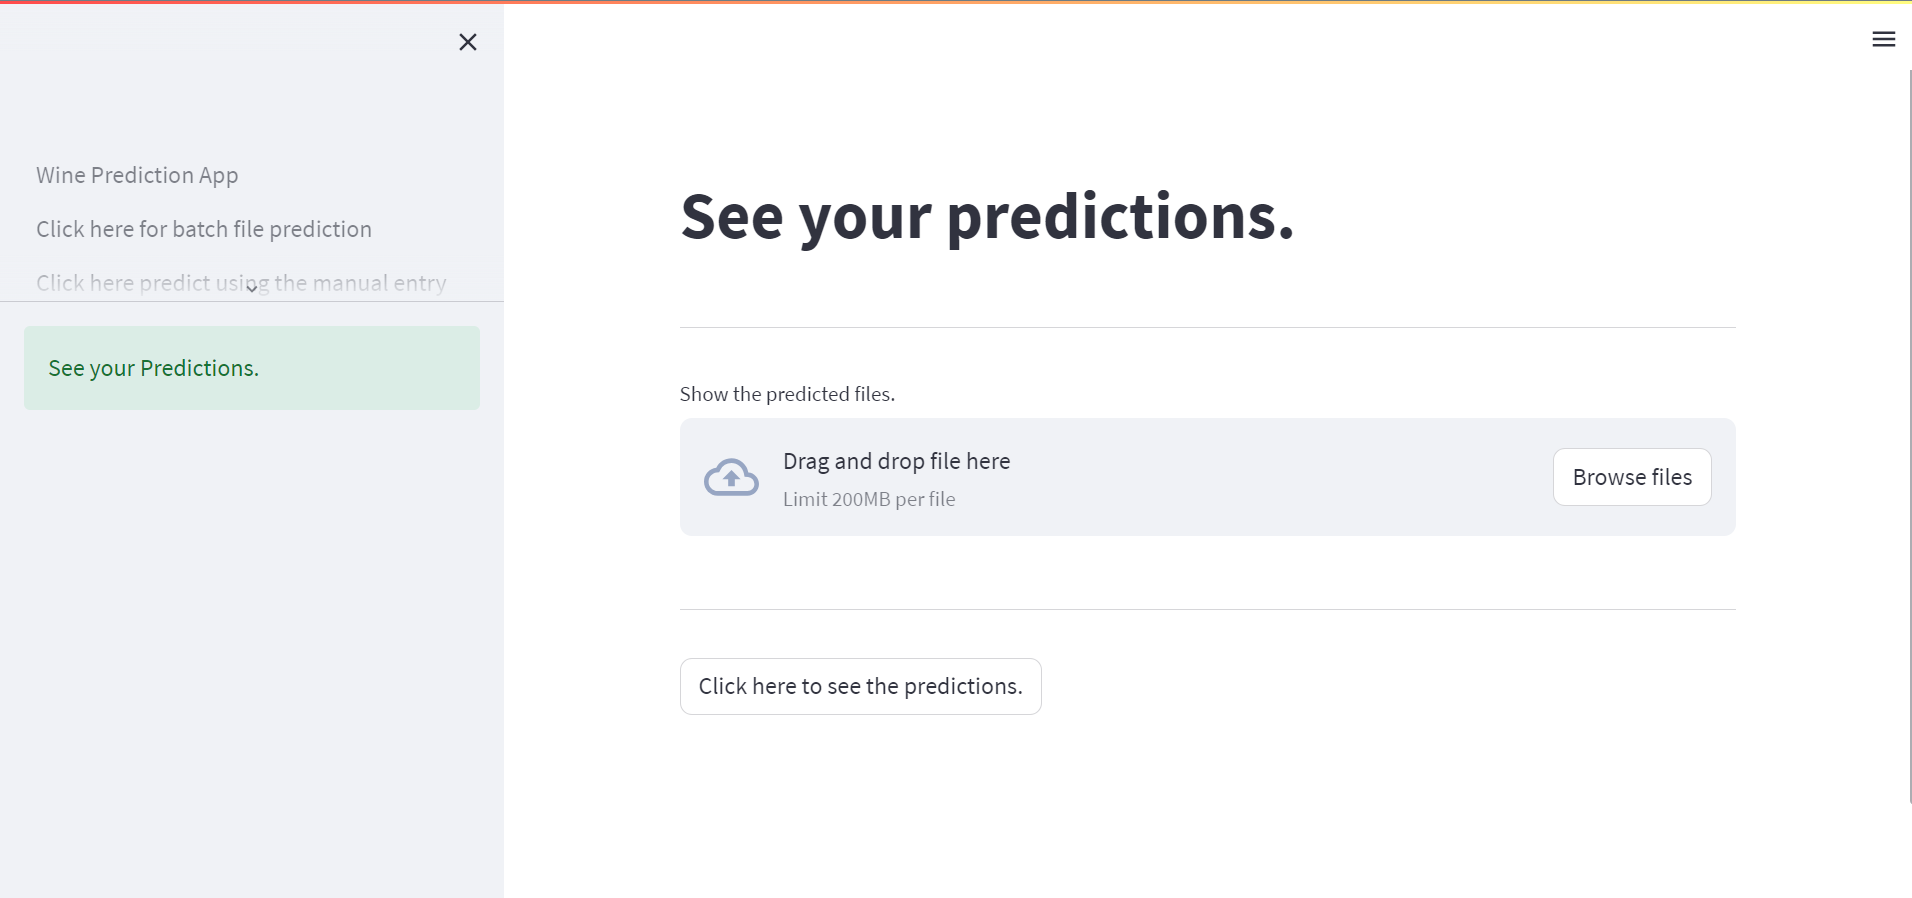 Wine Prediction App
Click here for batch file prediction
Click here predict using the manual entry
See your Predictions.
See your predictions.
Show the predicted files.
Drag and drop file here
Limit 200MB per file
Browse files
Click here to see the predictions.